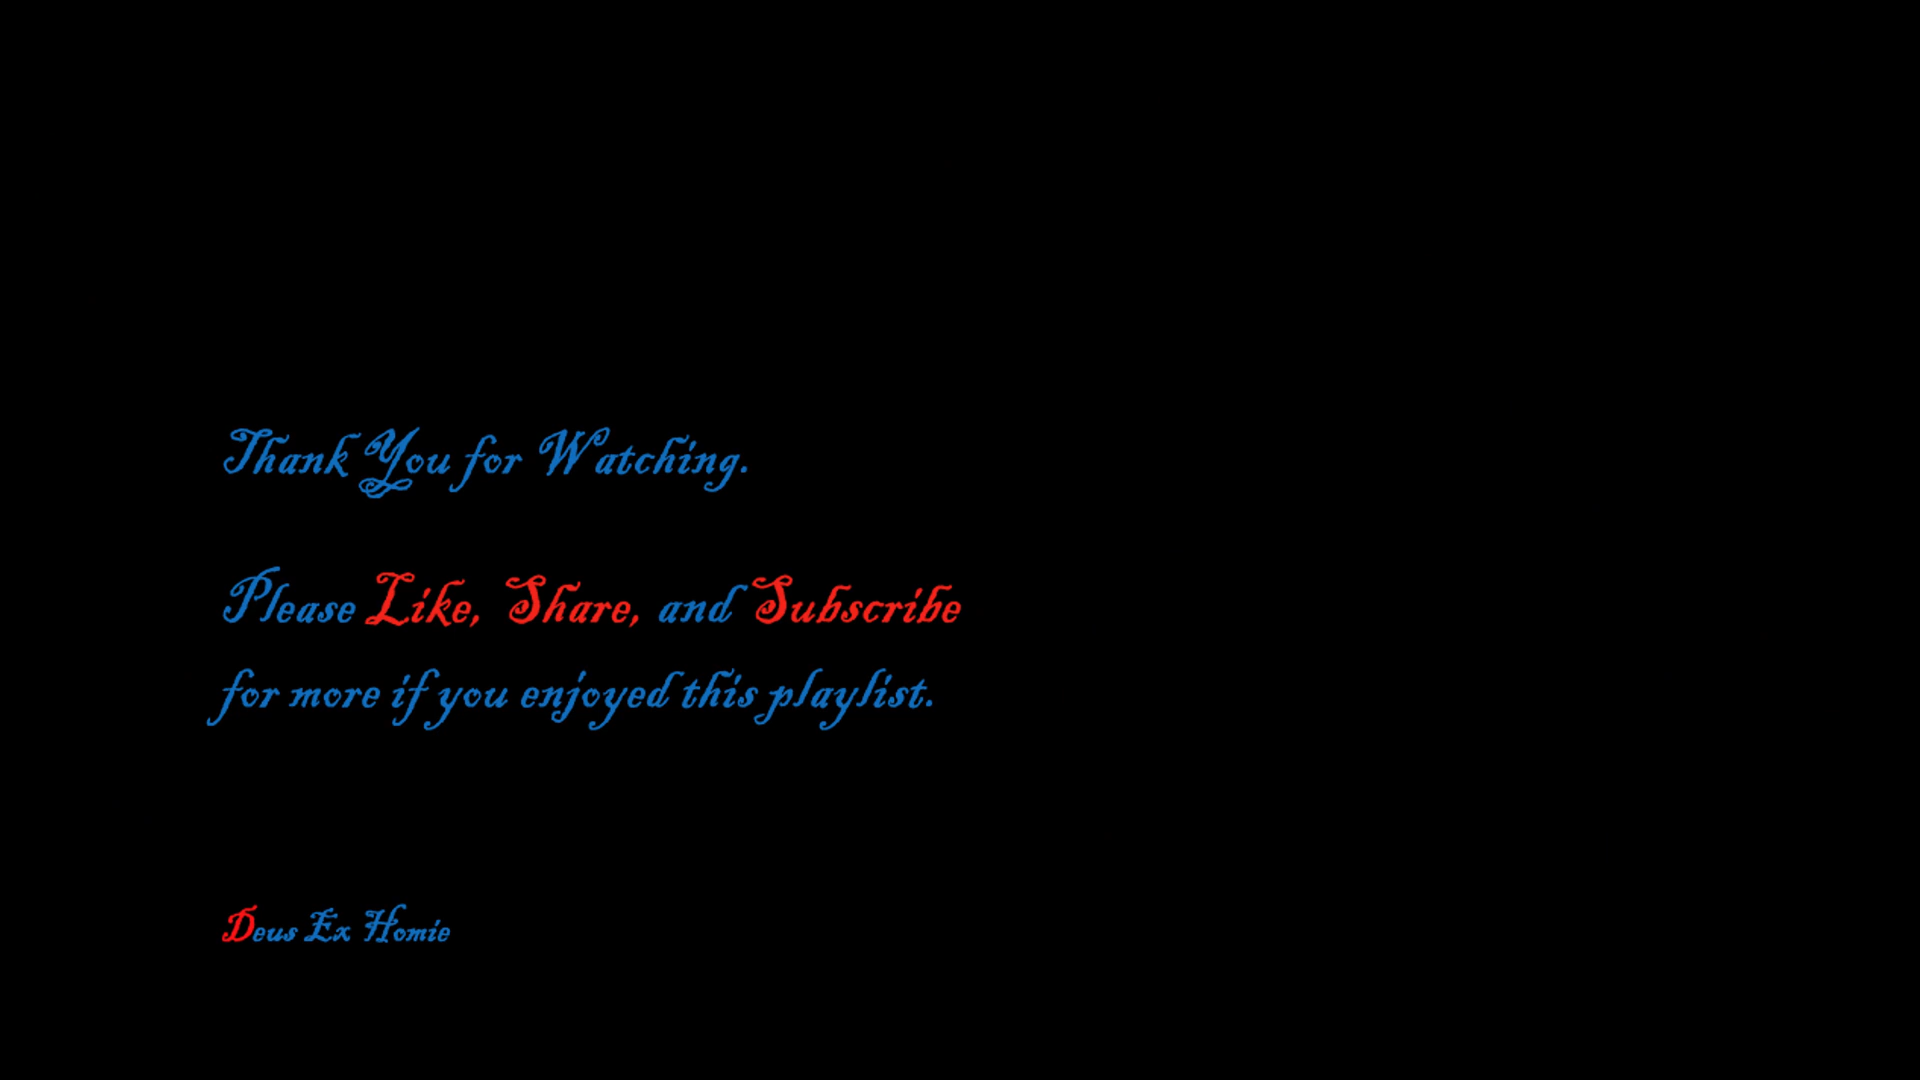 Thank You for Watching.
Please Like, Share, and Subscribe
for more if you enjoyed this playlist.
Deus Ex Homie